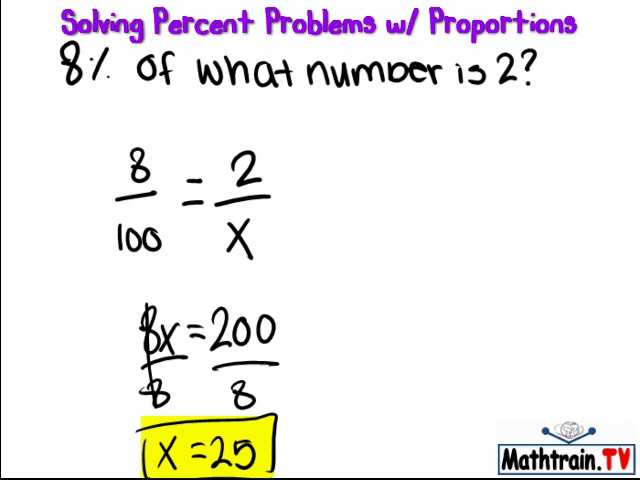 Solving Percent Problems w/ Proportions
8% of what number is 2?
8/100 = 2/x
8x/8 = 200/8
x = 25
Mathtrain.TV